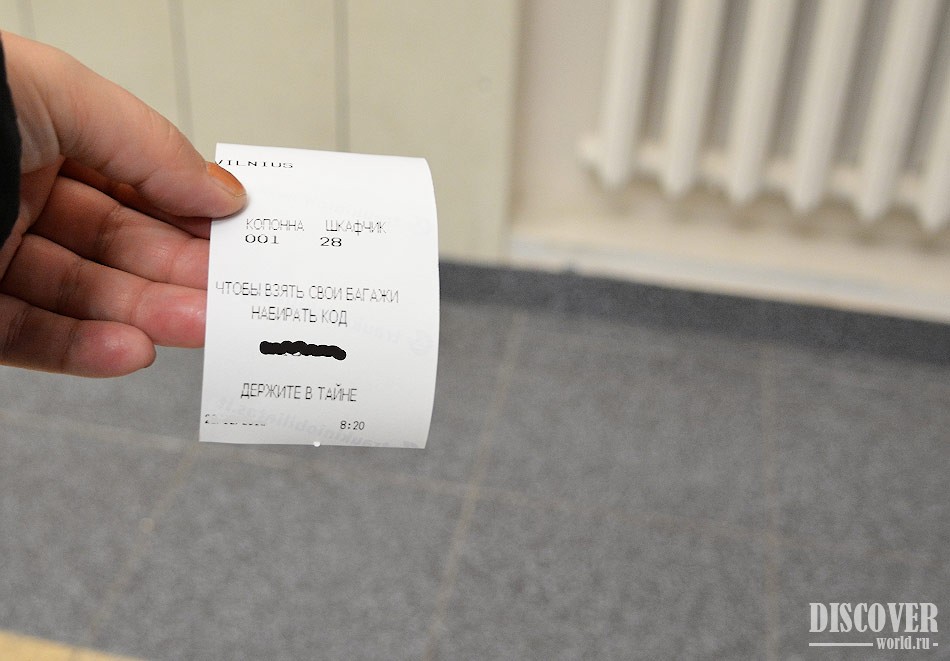 VILNIUS
КОЛОННА ШКАФЧИК
001 28
ЧТОБЫ ВЗЯТЬ СВОИ БАГАЖИ
НАБИРАТЬ КОД
ДЕРЖИТЕ В ТАЙНЕ
8:20
DISCOVER
world.ru